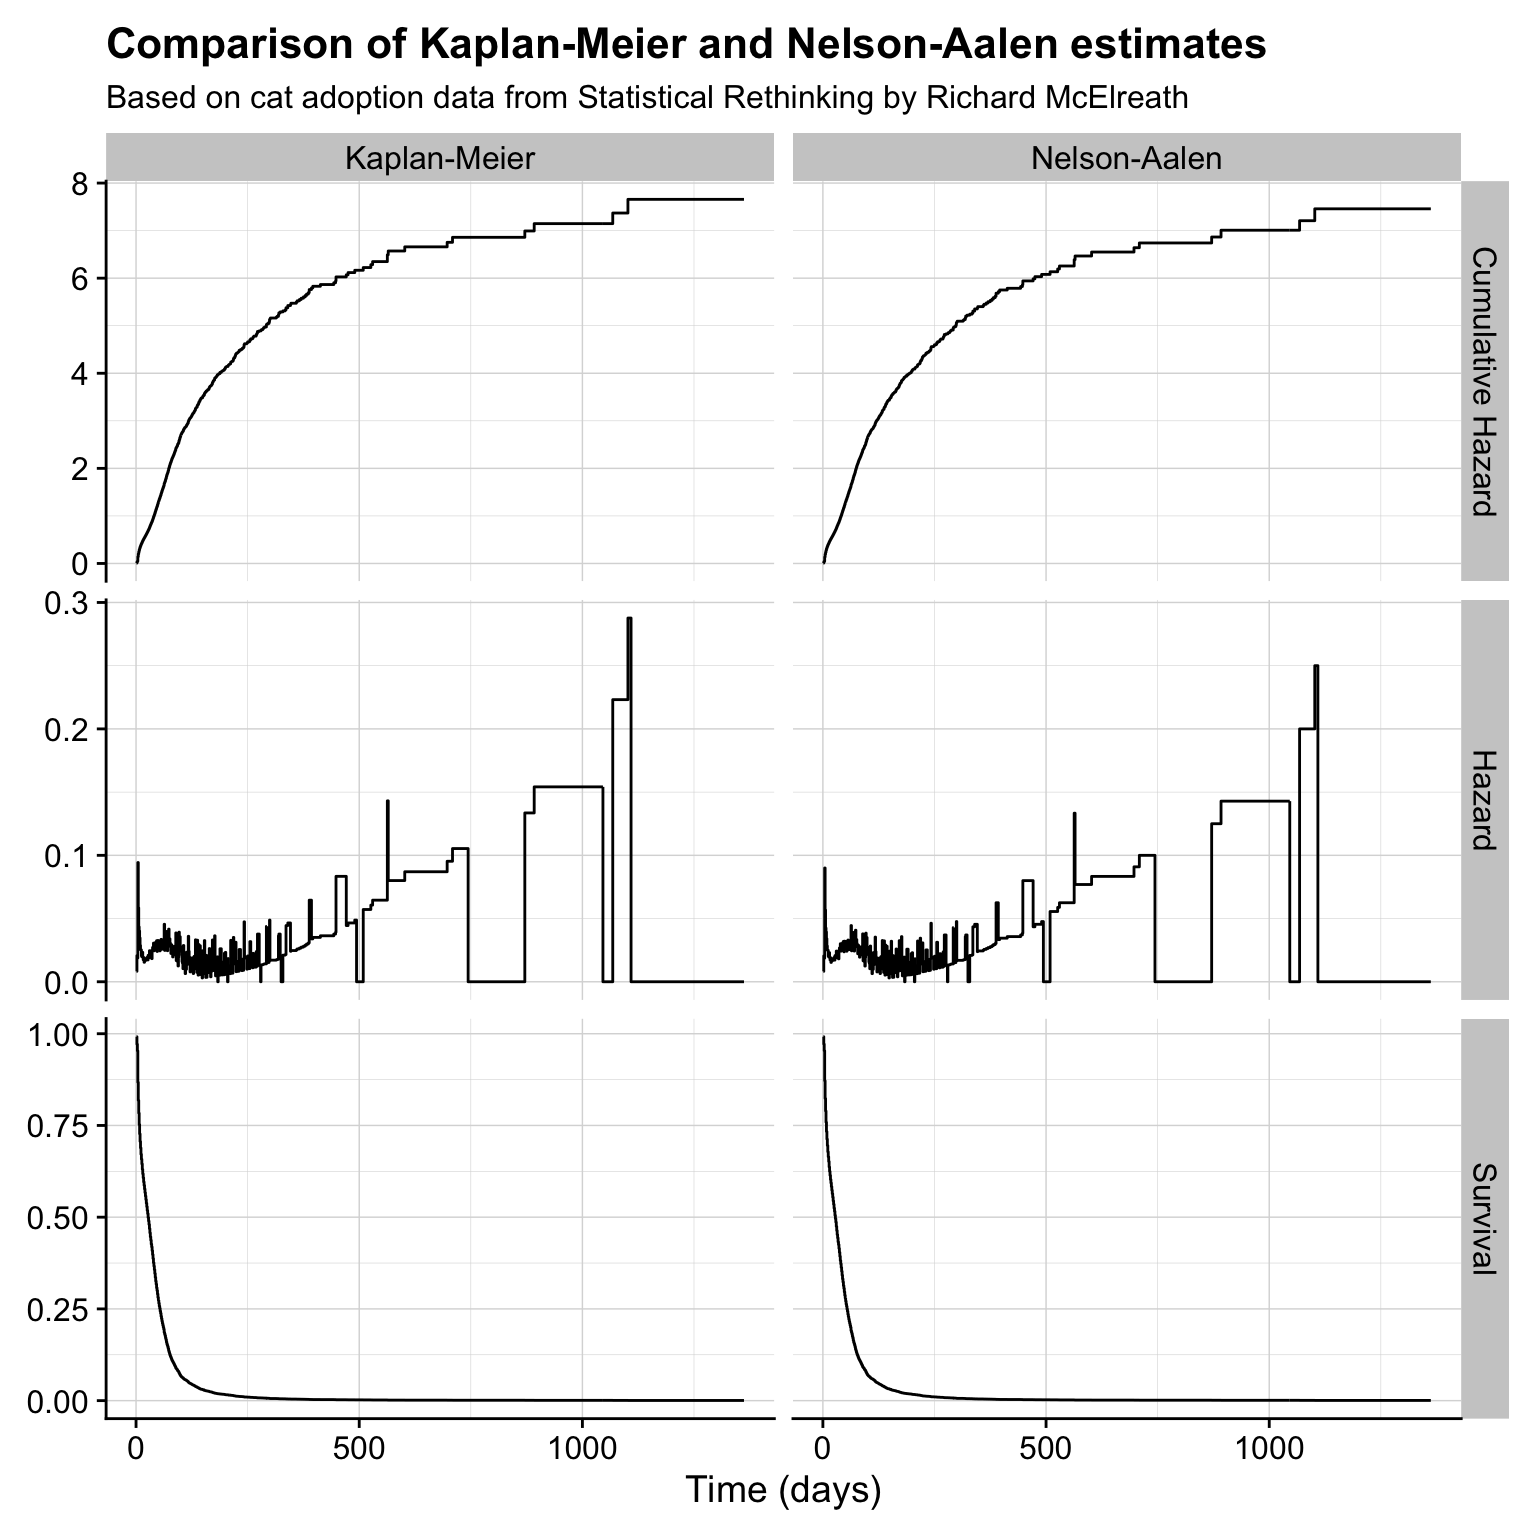 Comparison of Kaplan-Meier and Nelson-Aalen estimates
Based on cat adoption data from Statistical Rethinking by Richard McElreath
Kaplan-Meier
Nelson-Aalen
8
6
4
2
0
Cumulative Hazard
0.3
0.2
0.1
0.0
Hazard
1.00
0.75
0.50
0.25
0.00
Survival
0
500
1000
0
500
1000
Time (days)